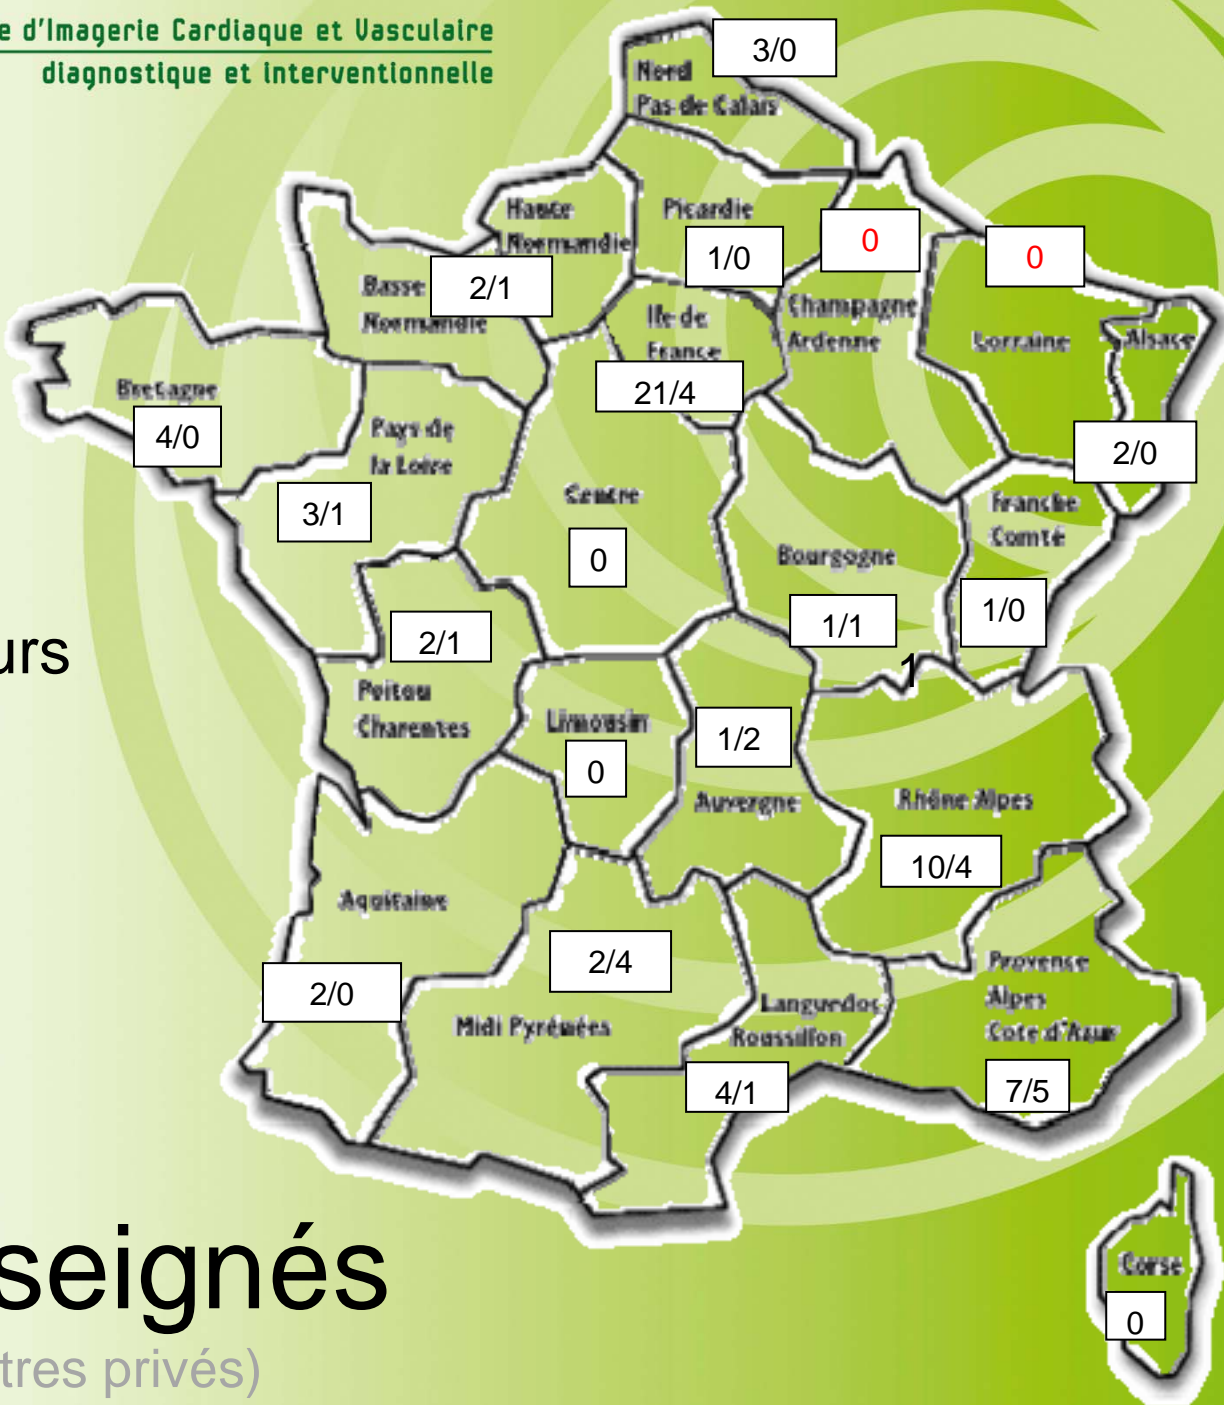 e d'Imagerie Cardiaque et Vasculaire
diagnostique et interventionnelle
3/0
Nord
Pas de Calais
Haute
Normandie
Picardie
1/0
0
0
Basse
Normandie
2/1
Ile de
France
21/4
Champagne
Ardenne
Lorraine
Alsace
2/0
Bretagne
4/0
Pays de
la Loire
3/1
Centre
0
Bourgogne
1/1
1
Franche
Comté
1/0
urs
2/1
Poitou
Charentes
Limousin
0
1/2
Auvergne
Rhône Alpes
10/4
Aquitaine
2/0
2/4
Midi Pyrénées
Languedoc
Roussillon
4/1
Provence
Alpes
Cote d'Azur
7/5
seignés
tres privés)
Corse
0